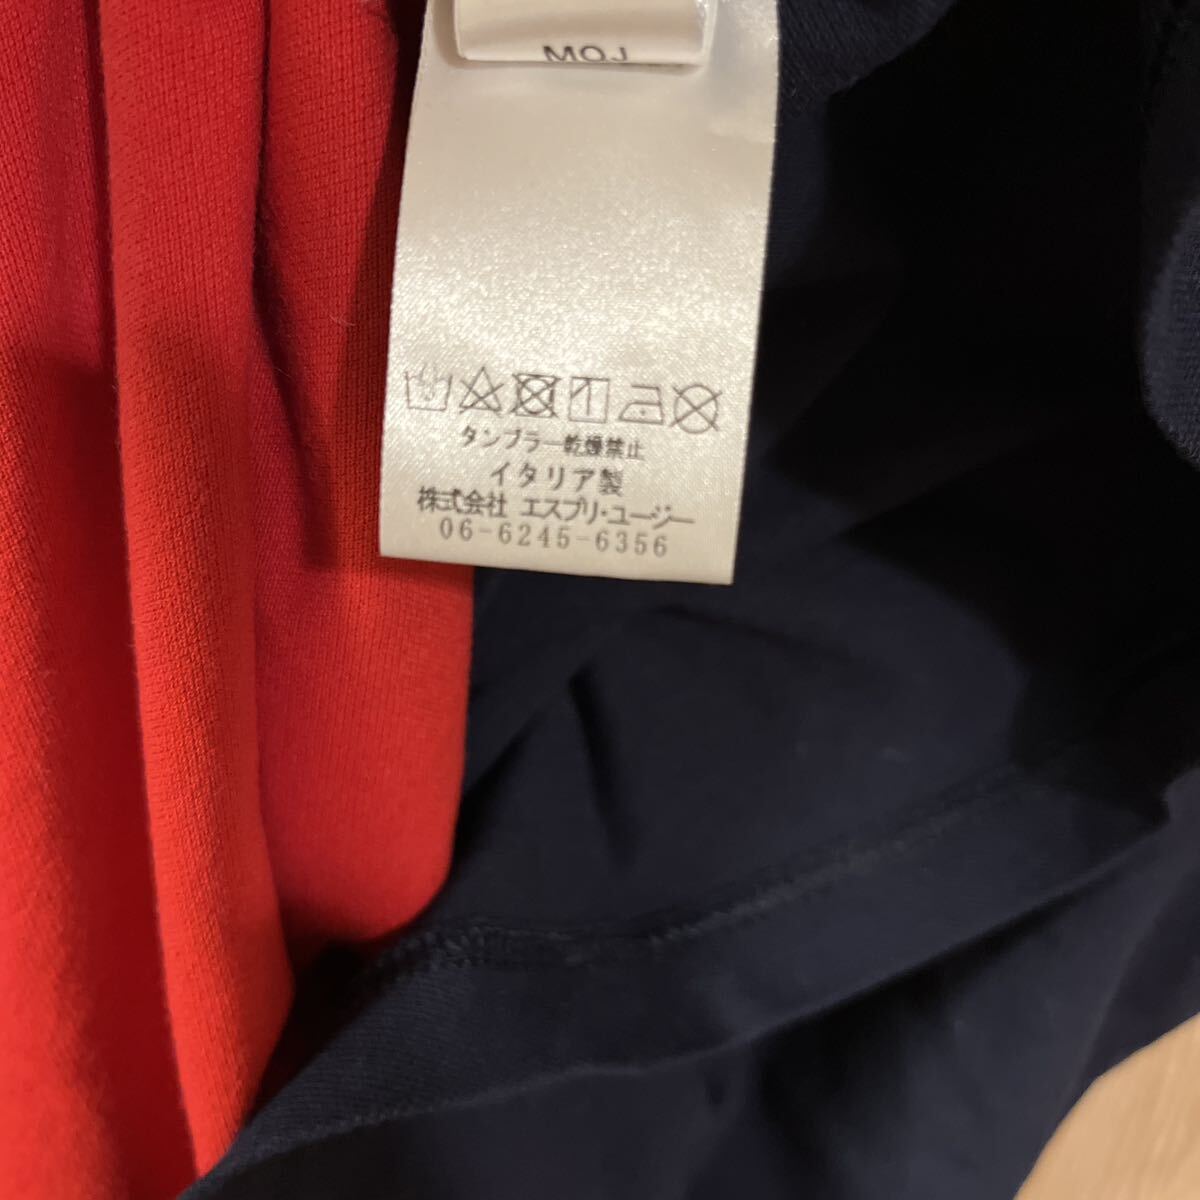 MOJ
タンブラー乾燥禁止
イタリア製
株式会社 エスプリ・ユージー
06-6245-6356